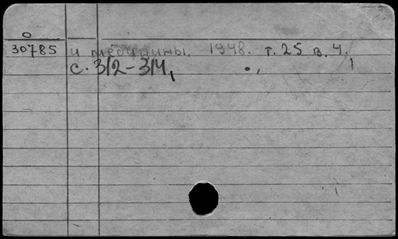 О
30785 и медицины. 1948. т. 25 в. 4.
с. 312-314,